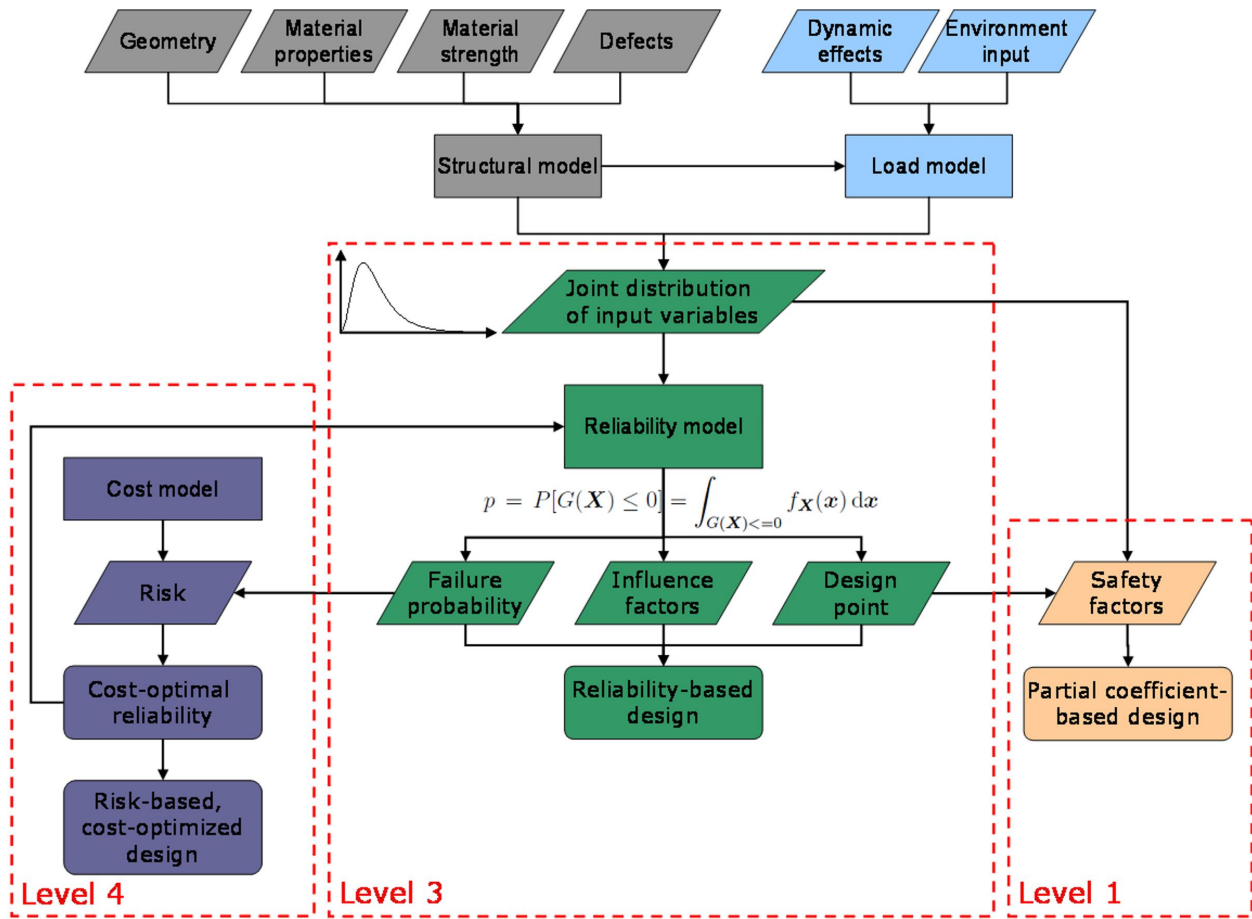 Geometry
Material
properties
Material
strength
Defects
Dynamic
effects
Environment
input
Structural model
Load model
Joint distribution
of input variables
Reliability model
Cost model
p = P[G(X) ≤ 0] = ∫_{G(X)<=0} f_X(x) dx
Risk
Failure
probability
Influence
factors
Design
point
Safety
factors
Cost-optimal
reliability
Reliability-based
design
Partial coefficient-
based design
Risk-based,
cost-optimized
design
Level 4
Level 3
Level 1